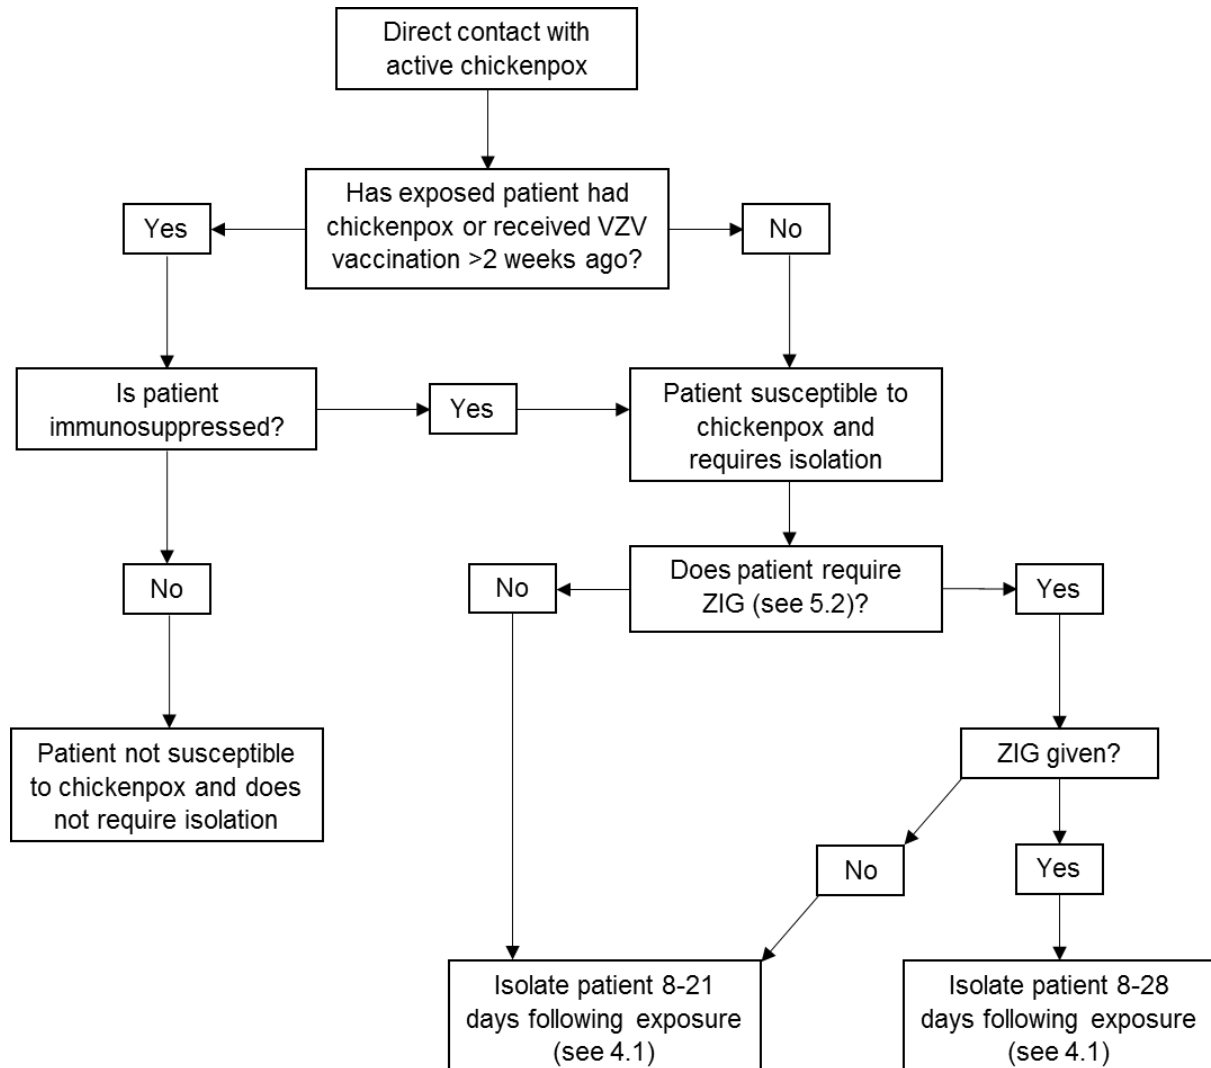 Direct contact with
active chickenpox
Has exposed patient had
chickenpox or received VZV
vaccination >2 weeks ago?
Yes
No
Is patient
immunosuppressed?
Yes
Patient susceptible to
chickenpox and
requires isolation
No
Does patient require
ZIG (see 5.2)?
No
Yes
Patient not susceptible
to chickenpox and does
not require isolation
ZIG given?
No
Yes
Isolate patient 8-21
days following exposure
(see 4.1)
Isolate patient 8-28
days following exposure
(see 4.1)